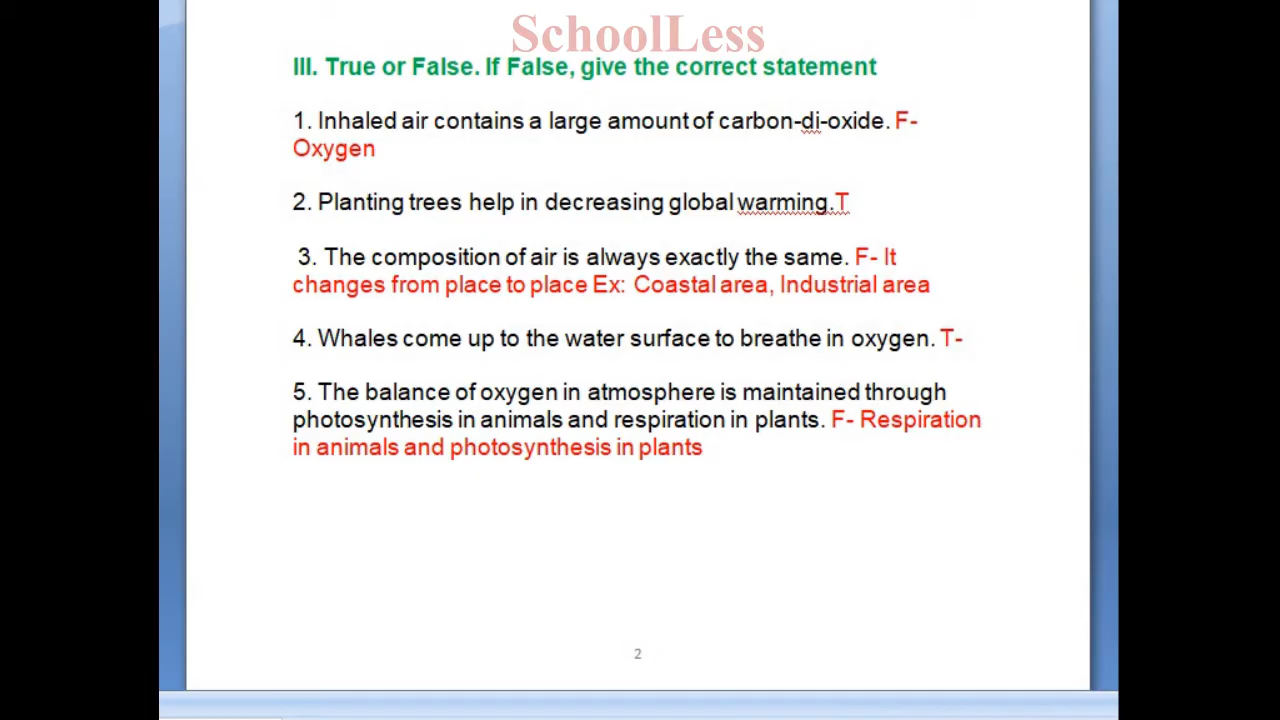 SchoolLess
III. True or False. If False, give the correct statement
1. Inhaled air contains a large amount of carbon-di-oxide. F-
Oxygen
2. Planting trees help in decreasing global warming.T
3. The composition of air is always exactly the same. F- It
changes from place to place Ex: Coastal area, Industrial area
4. Whales come up to the water surface to breathe in oxygen. T-
5. The balance of oxygen in atmosphere is maintained through
photosynthesis in animals and respiration in plants. F- Respiration
in animals and photosynthesis in plants
2